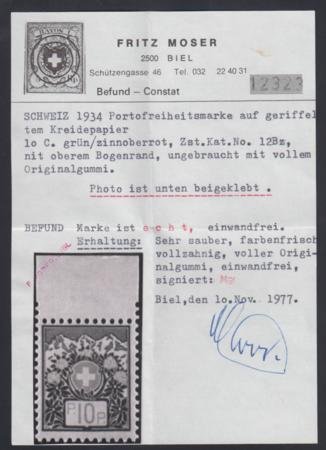 RAYON
FRITZ MOSER
2500 BIEL
Schützengasse 46 Tel. 032 22 40 31
Befund – Constat
12323
SCHWEIZ 1934 Portofreiheitsmarke auf geriffel
tem Kreidepapier
lo C. grün/zinnoberrot, Zst.Kat.No. 12Bz,
mit oberem Bogenrand, ungebraucht mit vollem
Originalgummi.
Photo ist unten beigeklebt .
BEFUND Marke ist e c h t, einwandfrei.
Erhaltung: Sehr sauber, farbenfrisch
vollzahnig, voller Origi-
nalgummi, einwandfrei,
signiert:
Biel,den lo.Nov. 1977.
P 10 P